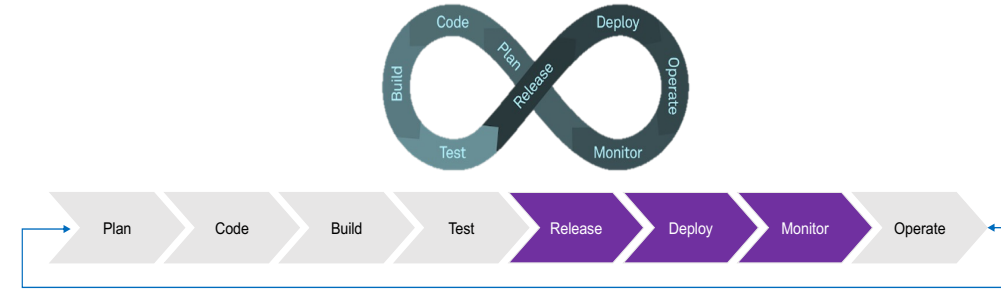 Code
Deploy
Plan
Release
Build
Operate
Test
Monitor
Plan
Code
Build
Test
Release
Deploy
Monitor
Operate